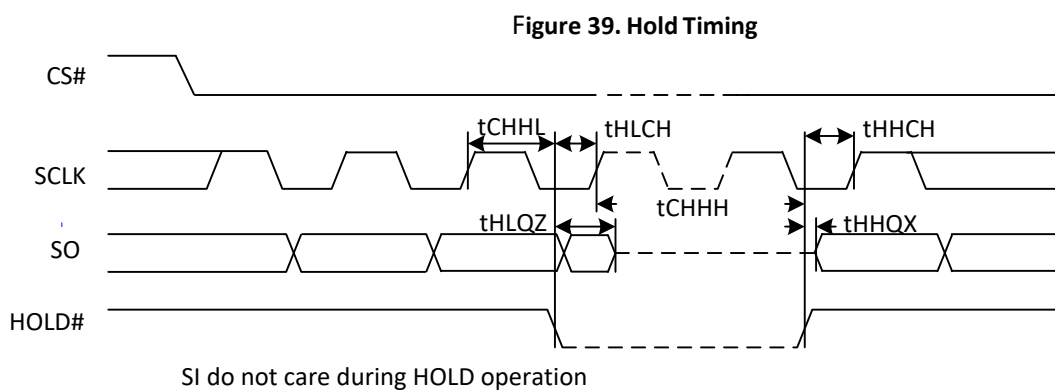 Figure 39. Hold Timing
CS#
tCHHL
tHLCH
tHHCH
SCLK
tCHHH
tHLQZ
tHHQX
SO
HOLD#
SI do not care during HOLD operation